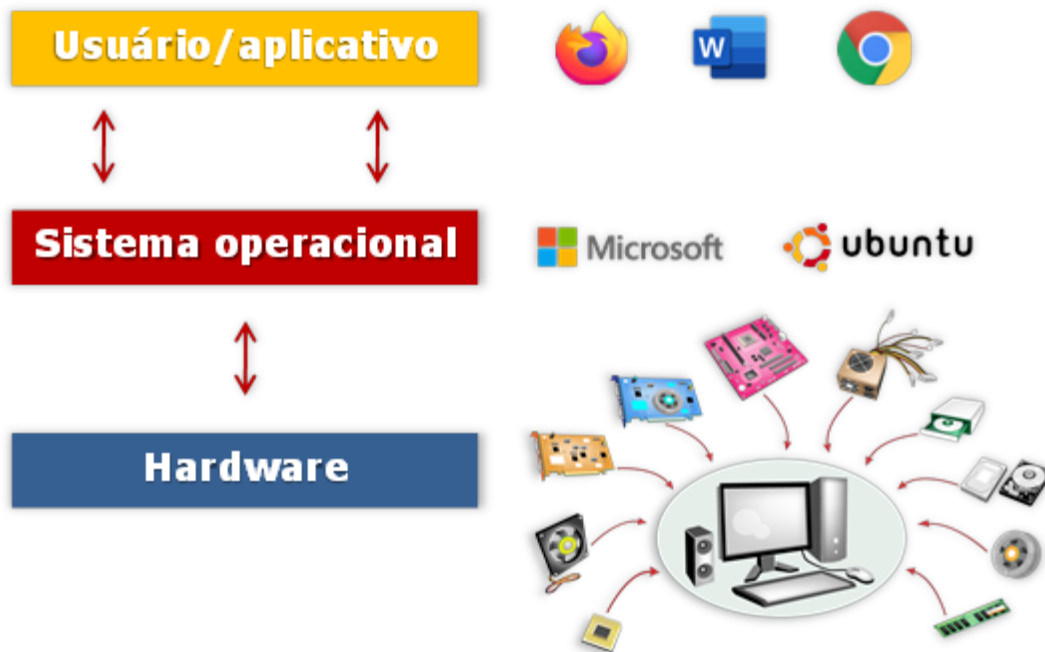 Usuário/aplicativo
W
Sistema operacional
Microsoft
ubuntu
Hardware